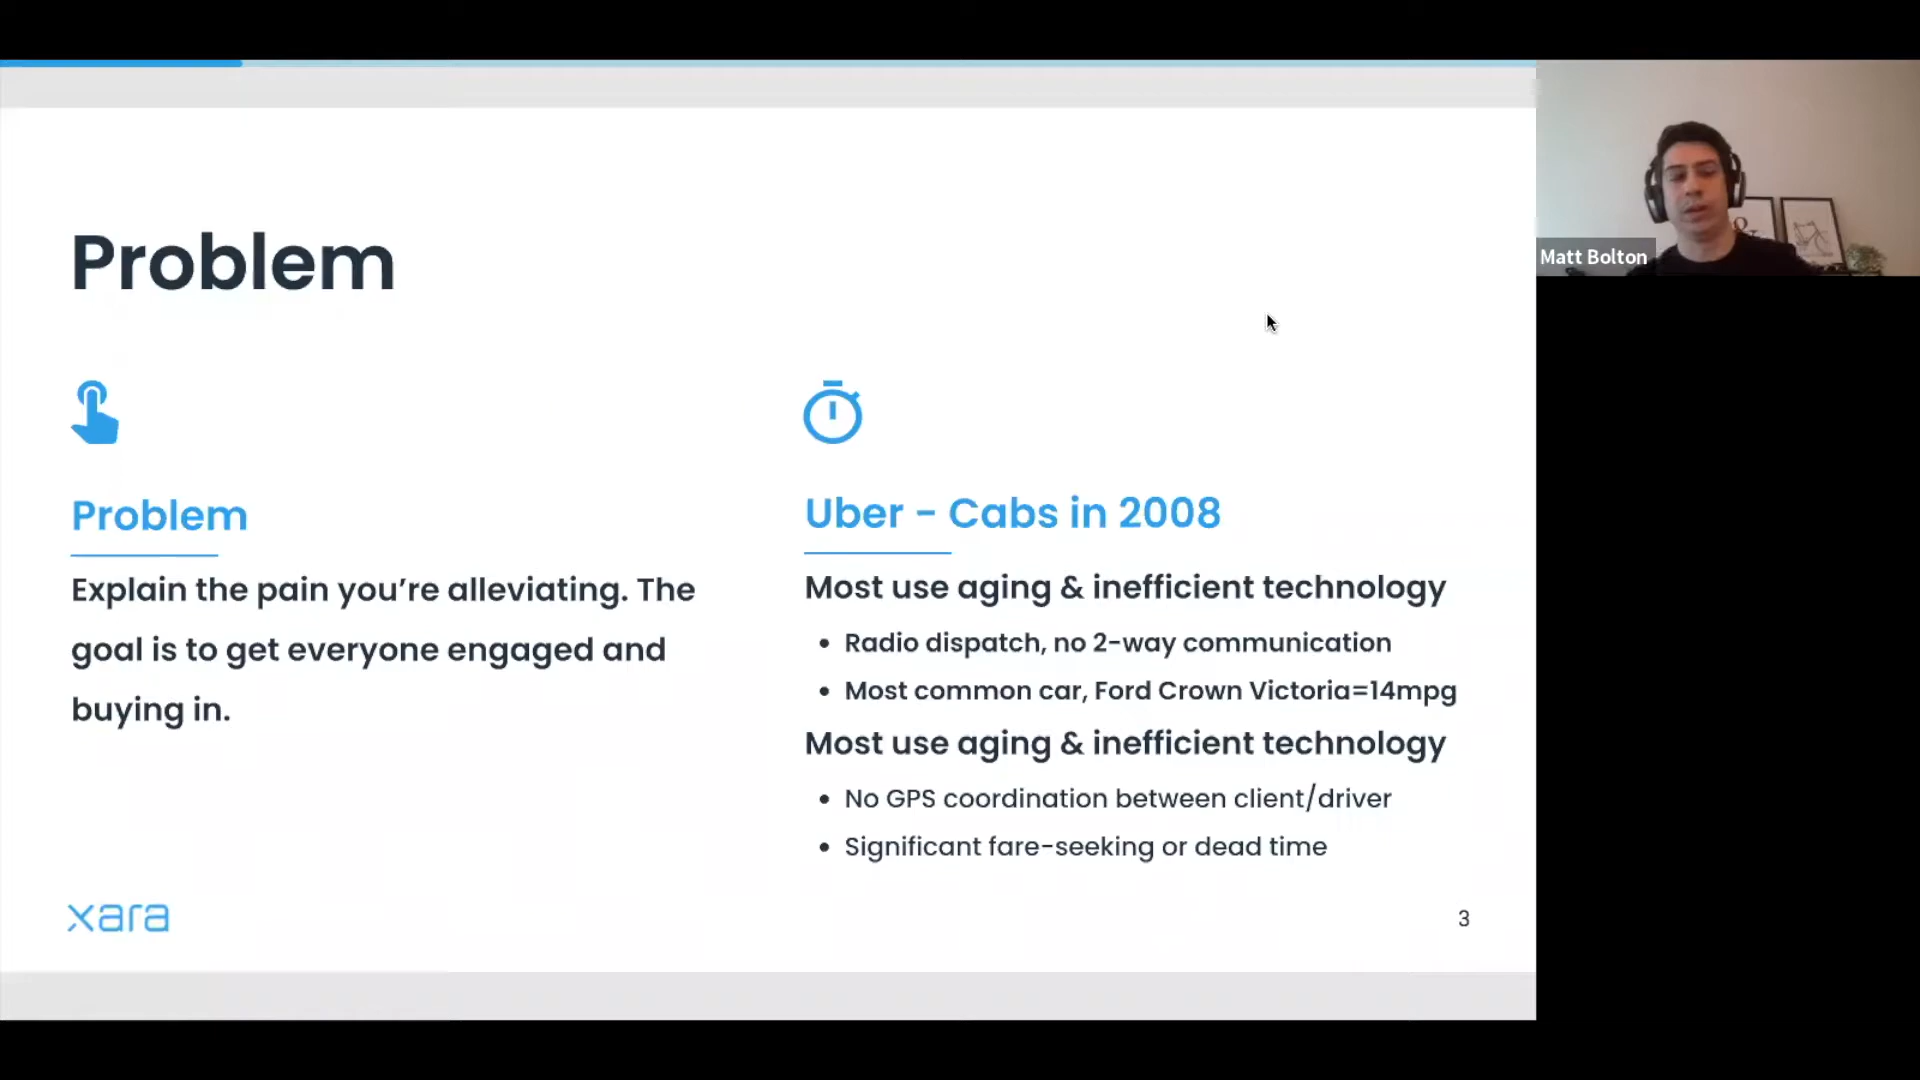 Problem
Problem
Explain the pain you’re alleviating. The
goal is to get everyone engaged and
buying in.
Uber - Cabs in 2008
Most use aging & inefficient technology
• Radio dispatch, no 2-way communication
• Most common car, Ford Crown Victoria=14mpg
Most use aging & inefficient technology
• No GPS coordination between client/driver
• Significant fare-seeking or dead time
xara
3
Matt Bolton